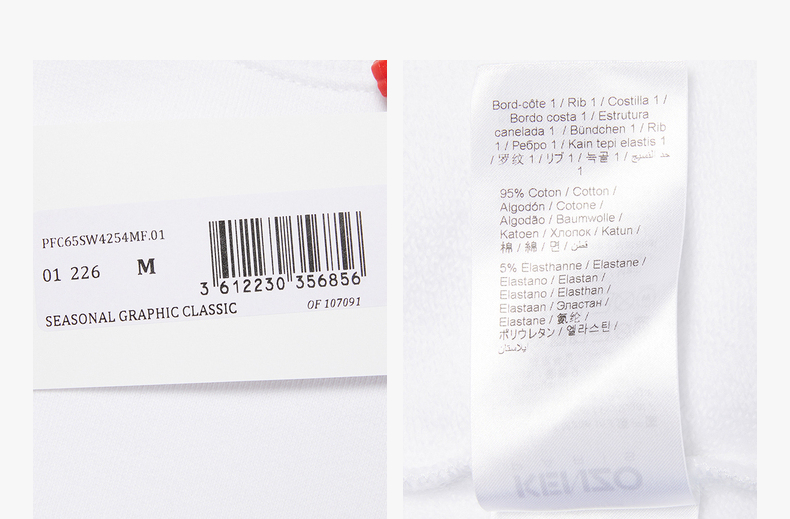 PFC65SW4254MF.01
01 226 M
3 612230 356856
SEASONAL GRAPHIC CLASSIC OF 107091
Bord-côte 1 / Rib 1 / Costilla 1 /
Bordo costa 1 / Estrutura
canelada 1 / Bündchen 1 / Rib
1 / Ребро 1 / Kain tepi elastis 1
/ 罗纹 1 / リブ 1 / 늑골 1 /
1
95% Coton / Cotton /
Algodón / Cotone /
Algodão / Baumwolle /
Katoen / Хлопок / Katun /
棉 / 綿 / 면 / قطن /
5% Elasthanne / Elastane /
Elastano / Elastan /
Elastano / Elasthan /
Elastaan / Эластан /
Elastane / 氨纶 /
ポリウレタン / 엘라스틴 /
KENZO